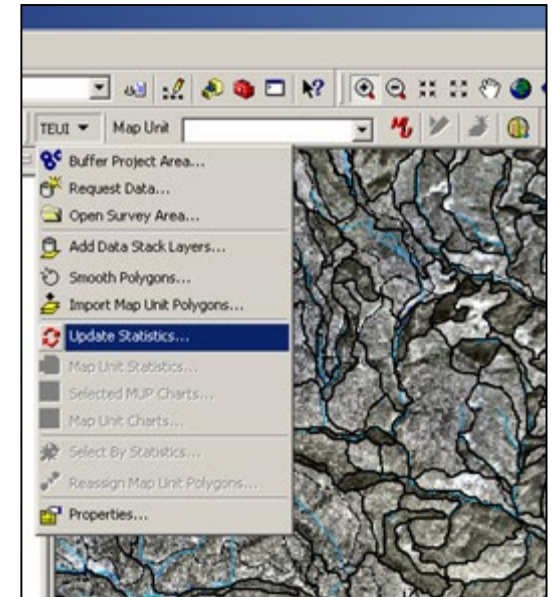 TEUI Map Unit
Buffer Project Area...
Request Data...
Open Survey Area...
Add Data Stack Layers...
Smooth Polygons...
Import Map Unit Polygons...
Update Statistics...
Map Unit Statistics...
Selected MUP Charts...
Map Unit Charts...
Select By Statistics...
Reassign Map Unit Polygons...
Properties...